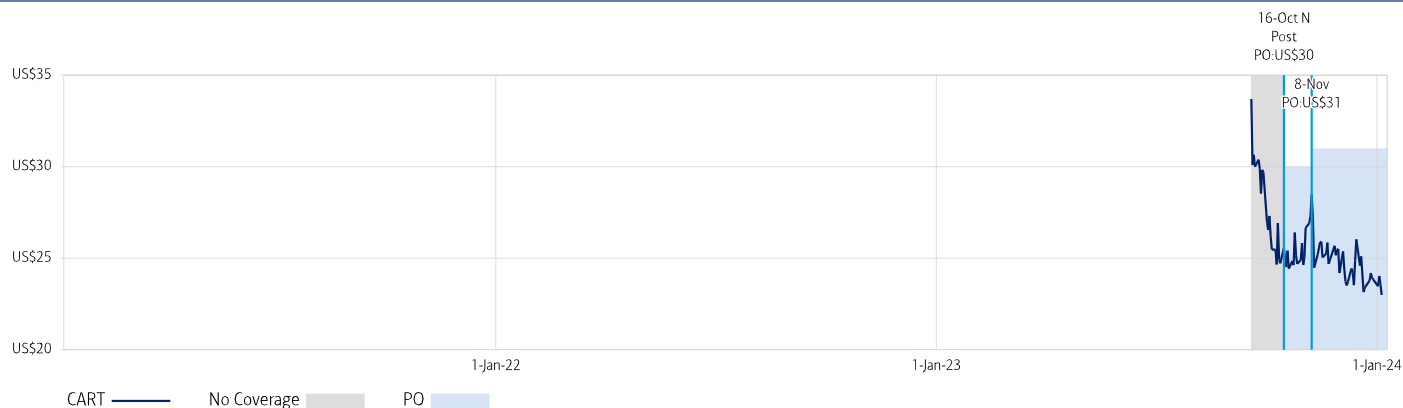 16-Oct N
Post
PO:US$30
US$35
8-Nov
PO:US$31
US$30
US$25
US$20
1-Jan-22
1-Jan-23
1-Jan-24
CART
No Coverage
PO